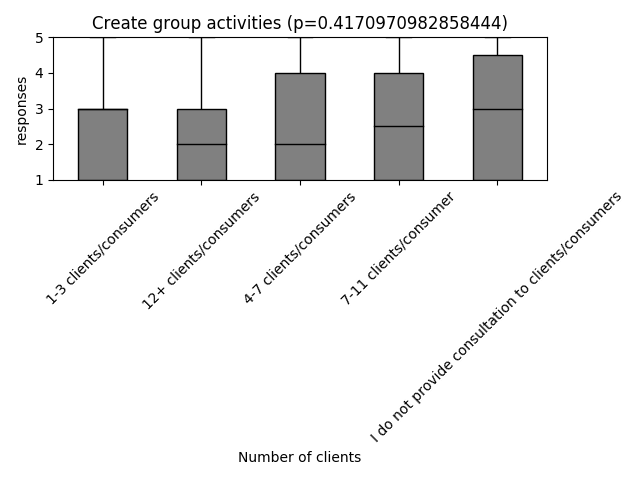 Create group activities (p=0.4170970982858444)
5
4
3
2
1
responses
1-3 clients/consumers
12+ clients/consumers
4-7 clients/consumers
7-11 clients/consumer
I do not provide consultation to clients/consumers
Number of clients